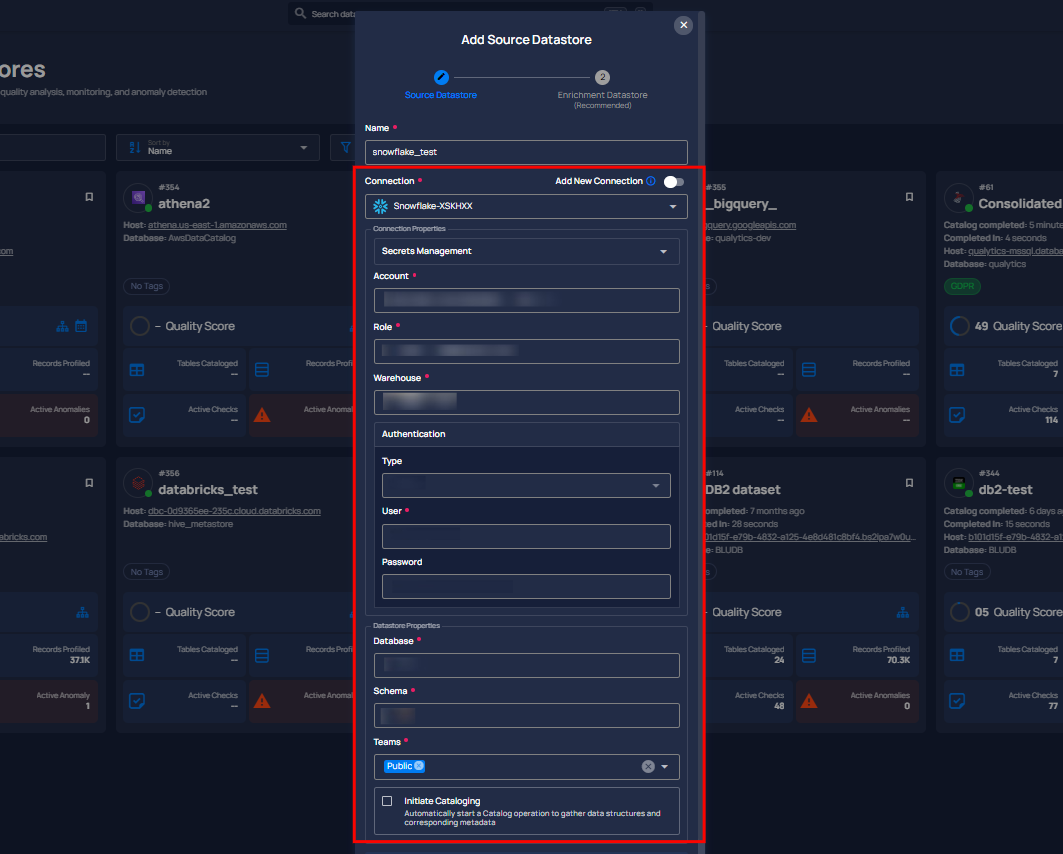 Search data
Add Source Datastore
ores
quality analysis, monitoring, and anomaly detection
2
Source Datastore
Enrichment Datastore
(Recommended)
Name *
snowflake_test
Sort by
Name
Connection *
Add New Connection
Snowflake-XSKHXX
Connection Properties
Secrets Management
Account *
Role *
Warehouse *
Authentication
Type
User *
Password
Datastore Properties
Database *
Schema *
Teams *
Public
Initiate Cataloging
Automatically start a Catalog operation to gather data structures and
corresponding metadata
om
Records Profiled
--
Active Anomalies
0
#354
athena2
Host: athena.us-east-1.amazonaws.com
Database: AwsDataCatalog
No Tags
– Quality Score
Tables Cataloged
--
Records Profi
Active Checks
--
Active Anomal
#355
_bigquery_
query.googleapis.com
e: qualytics-dev
s
- Quality Score
Tables Cataloged
--
Records Profiled
--
Active Checks
--
Active Anomalies
--
#61
Consolidated
Catalog completed: 5 minute
Completed In: 4 seconds
Host: qualytics-mssql.databa
Database: qualytics
GDPR
49 Quality Score
Tables Cataloged
7
Active Checks
114
abricks.com
Records Profiled
37.1K
Active Anomaly
1
#356
databricks_test
Host: dbc-0d9365ee-235c.cloud.databricks.com
Database: hive_metastore
No Tags
– Quality Score
Tables Cataloged
--
Records Profi
Active Checks
--
Active Anomal
#114
DB2 dataset
ompleted: 7 months ago
ed In: 28 seconds
01d15f-e79b-4832-a125-4e8d481c8bf4.bs2ipa7w0u...
e: BLUDB
s
Quality Score
Tables Cataloged
24
Records Profiled
70.3K
Active Checks
48
Active Anomalies
0
#344
db2-test
Catalog completed: 6 days a
Completed In: 15 seconds
Host: b101d15f-e79b-4832-a1
Database: BLUDB
No Tags
05 Quality Score
Tables Cataloged
7
Active Checks
77